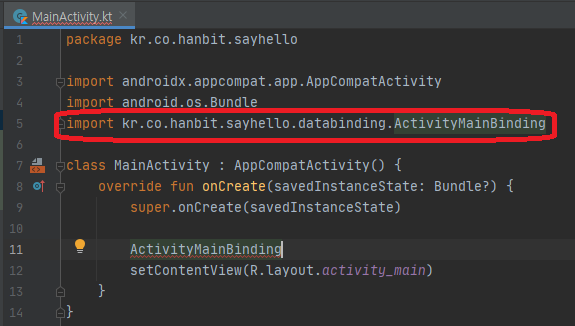 MainActivity.kt
1 package kr.co.hanbit.sayhello
2
3 import androidx.appcompat.app.AppCompatActivity
4 import android.os.Bundle
5 import kr.co.hanbit.sayhello.databinding.ActivityMainBinding
6
7 class MainActivity : AppCompatActivity() {
8 override fun onCreate(savedInstanceState: Bundle?) {
9 super.onCreate(savedInstanceState)
10
11 ActivityMainBinding
12 setContentView(R.layout.activity_main)
13 }
14 }